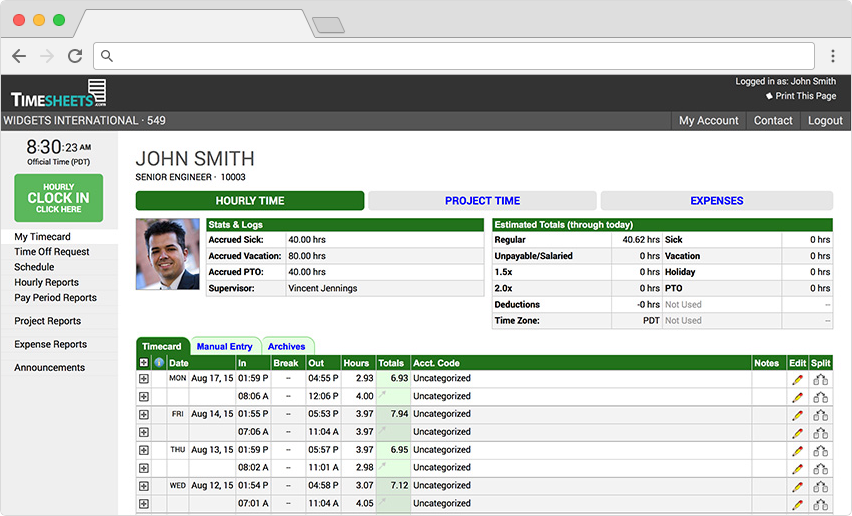 Logged in as: John Smith
TIMESHEETS.com
Print This Page
WIDGETS INTERNATIONAL · 549
My Account Contact Logout
8:30:23 AM
Official Time (PDT)
HOURLY
CLOCK IN
CLICK HERE
My Timecard
Time Off Request
Schedule
Hourly Reports
Pay Period Reports
Project Reports
Expense Reports
Announcements
JOHN SMITH
SENIOR ENGINEER · 10003
HOURLY TIME PROJECT TIME EXPENSES
Stats & Logs
Accrued Sick: 40.00 hrs
Accrued Vacation: 80.00 hrs
Accrued PTO: 40.00 hrs
Supervisor: Vincent Jennings
Estimated Totals (through today)
Regular 40.62 hrs Sick 0 hrs
Unpayable/Salaried 0 hrs Vacation 0 hrs
1.5x 0 hrs Holiday 0 hrs
2.0x 0 hrs PTO 0 hrs
Deductions -0 hrs Not Used --
Time Zone: PDT Not Used --
Timecard Manual Entry Archives
Date In Break Out Hours Totals Acct. Code Notes Edit Split
MON Aug 17, 15 01:59 P -- 04:55 P 2.93 6.93 Uncategorized
08:06 A -- 12:06 P 4.00 Uncategorized
FRI Aug 14, 15 01:55 P -- 05:53 P 3.97 7.94 Uncategorized
07:06 A -- 11:04 A 3.97 Uncategorized
THU Aug 13, 15 01:59 P -- 05:57 P 3.97 6.95 Uncategorized
08:02 A -- 11:01 A 2.98 Uncategorized
WED Aug 12, 15 01:54 P -- 04:58 P 3.07 7.12 Uncategorized
07:01 A -- 11:04 A 4.05 Uncategorized